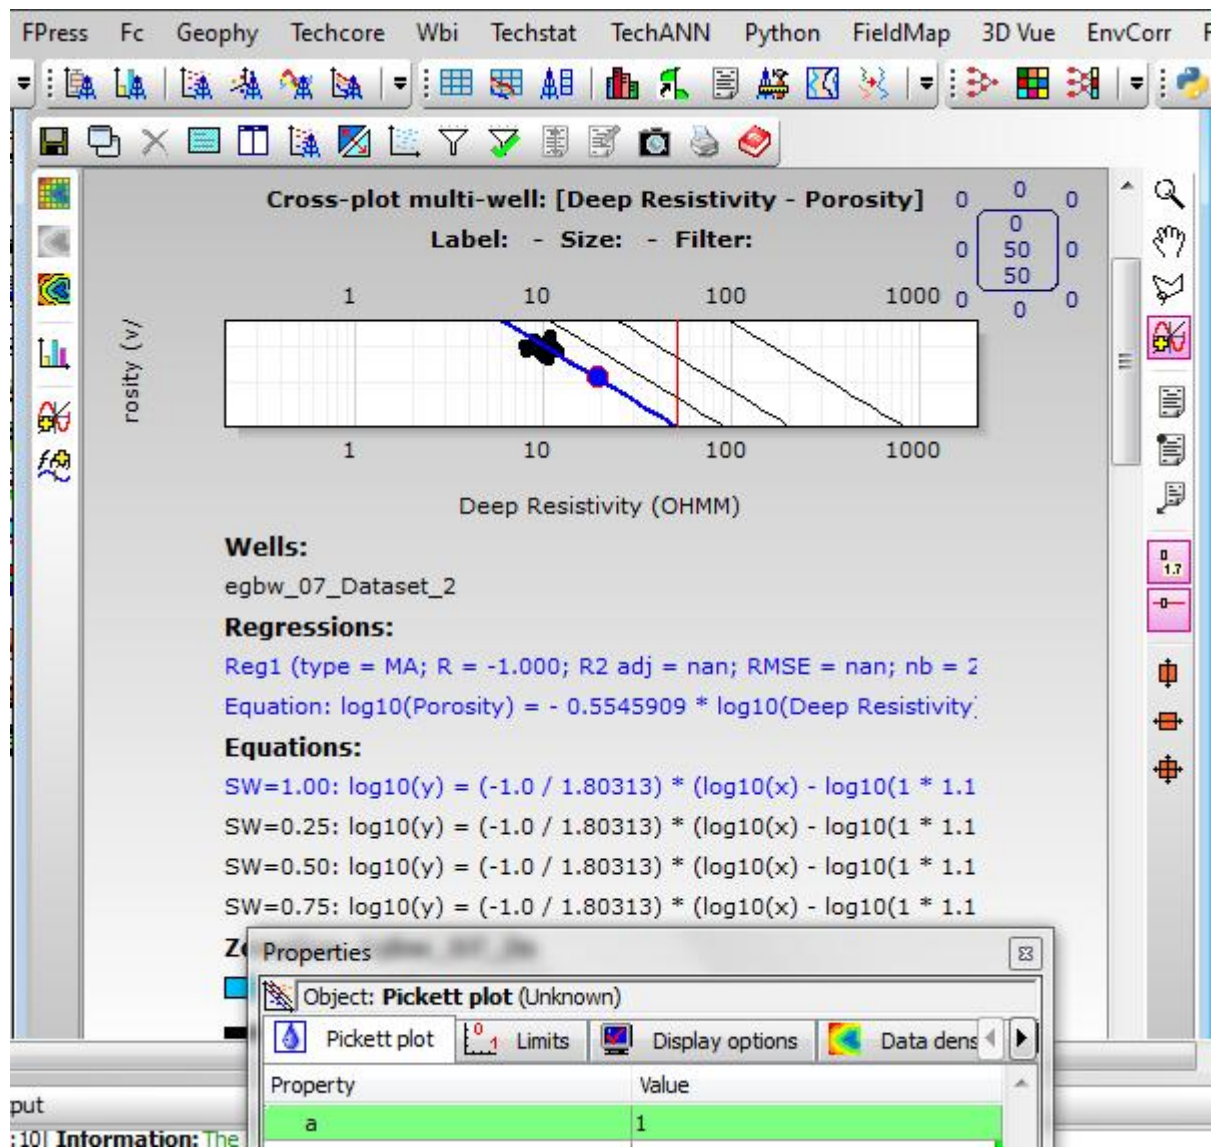 FPress Fc Geophy Techcore Wbi Techstat TechANN Python FieldMap 3D Vue EnvCorr
Cross-plot multi-well: [Deep Resistivity - Porosity]
Label: - Size: - Filter:
0 0 0
0 0 0
50
50
0 0 0
1 10 100 1000
rosity (v/
1 10 100 1000
Deep Resistivity (OHMM)
Wells:
egbw_07_Dataset_2
Regressions:
Reg1 (type = MA; R = -1.000; R2 adj = nan; RMSE = nan; nb = 2
Equation: log10(Porosity) = - 0.5545909 * log10(Deep Resistivity)
Equations:
SW=1.00: log10(y) = (-1.0 / 1.80313) * (log10(x) - log10(1 * 1.1
SW=0.25: log10(y) = (-1.0 / 1.80313) * (log10(x) - log10(1 * 1.1
SW=0.50: log10(y) = (-1.0 / 1.80313) * (log10(x) - log10(1 * 1.1
SW=0.75: log10(y) = (-1.0 / 1.80313) * (log10(x) - log10(1 * 1.1
Properties
Object: Pickett plot (Unknown)
Pickett plot Limits Display options Data dens
Property Value
a 1
put
:10| Information: The
0
1.7